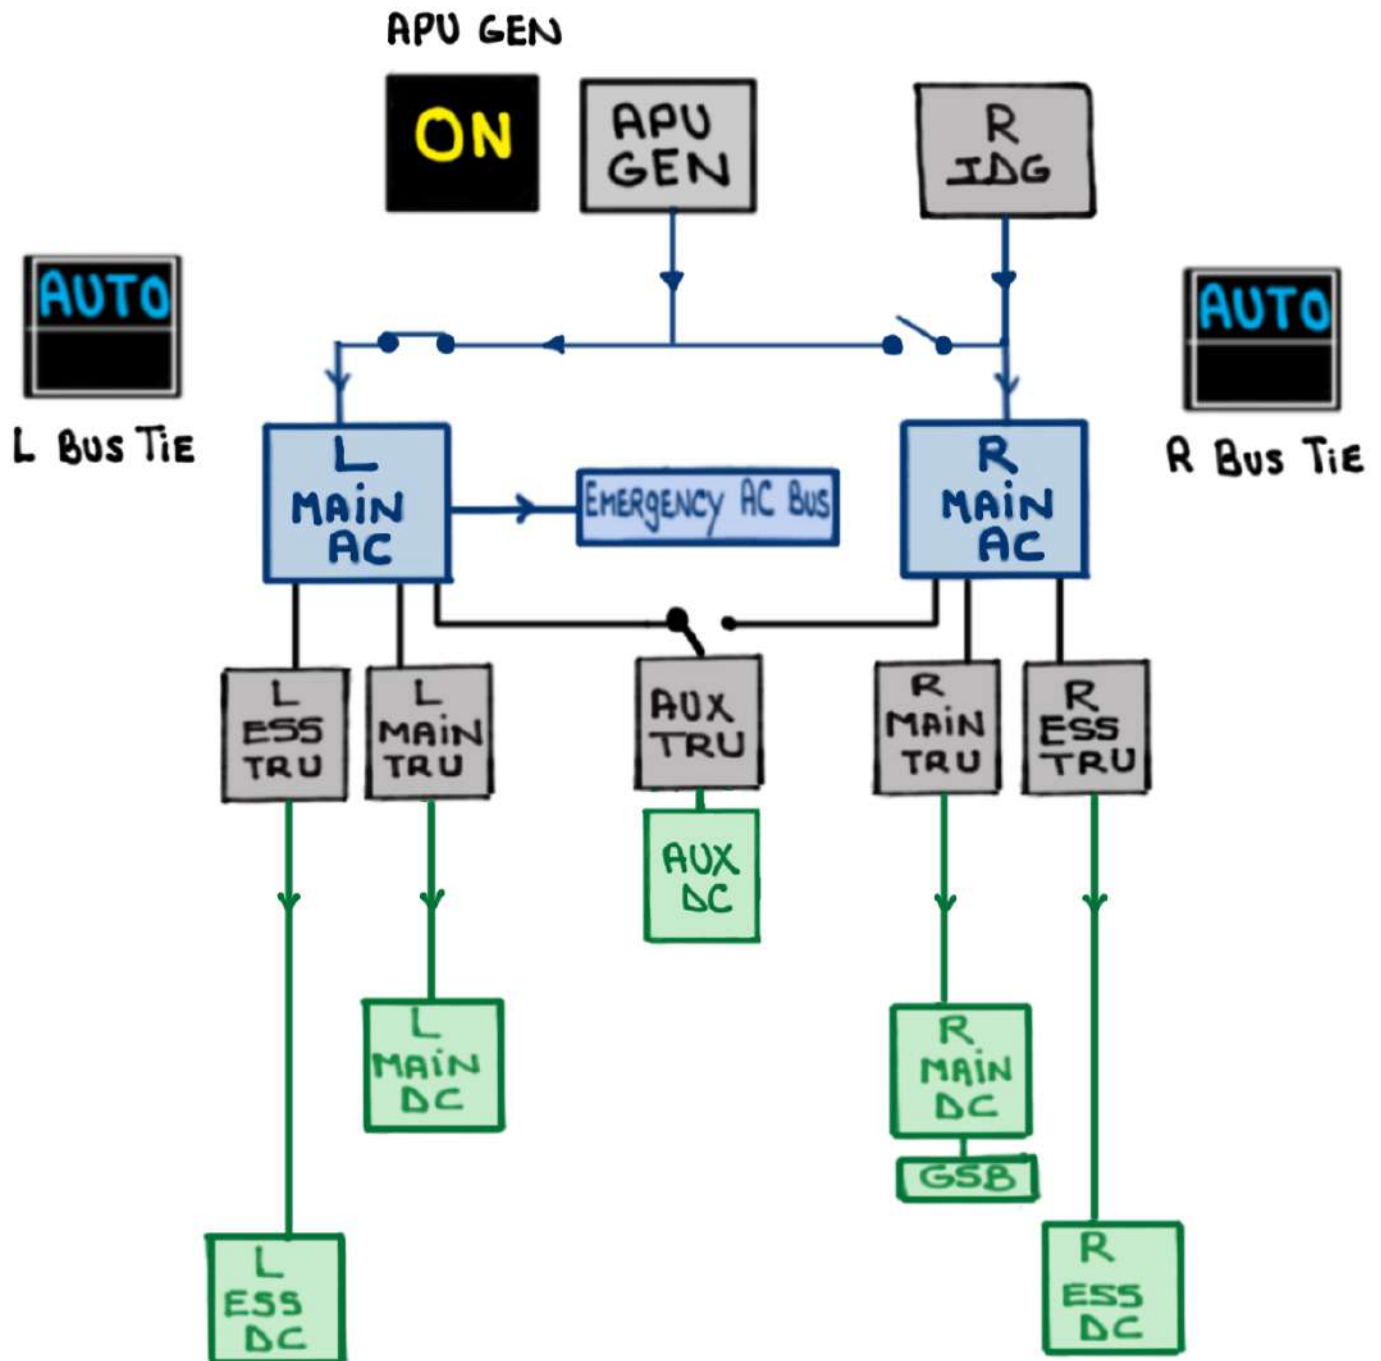 APU GEN
ON
APU
GEN
R
IDG
AUTO
L BUS TiE
AUTO
R BUS TiE
L
MAiN
AC
EMERgENCY AC BUS
R
MAiN
AC
L
ESS
TRU
L
MAiN
TRU
AUX
TRU
R
MAiN
TRU
R
ESS
TRU
AUX
DC
L
MAiN
DC
R
MAiN
DC
GSB
L
ESS
DC
R
ESS
DC